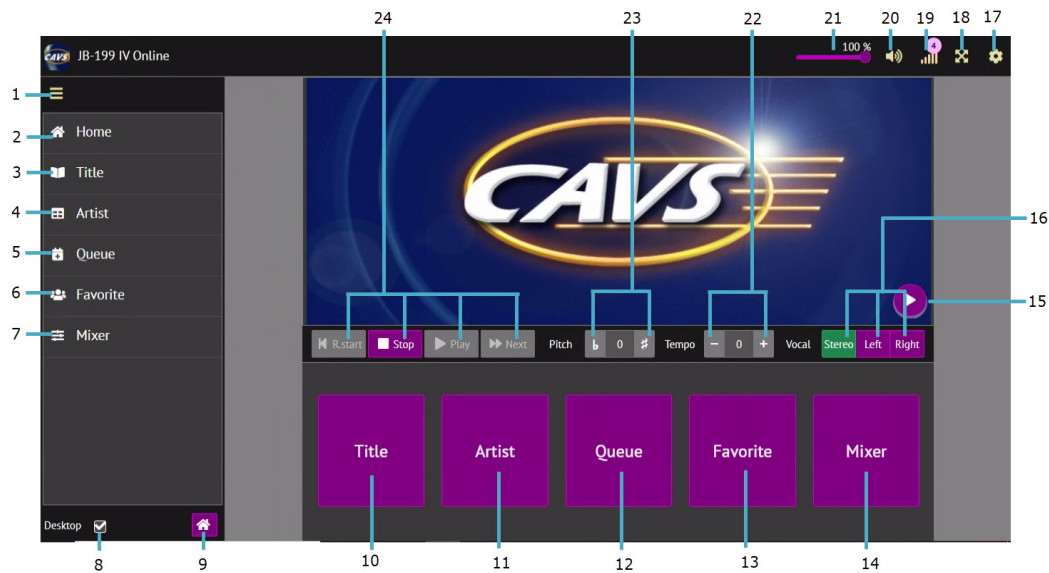 24 23 22 21 20 19 18 17
CAVS JB-199 IV Online 100 % 4
1
2 Home
3 Title
4 Artist
5 Queue
6 Favorite
7 Mixer
CAVS
16
15
R.start Stop Play Next Pitch ♭ 0 ♯ Tempo − 0 + Vocal Stereo Left Right
Title Artist Queue Favorite Mixer
Desktop
8 9 10 11 12 13 14